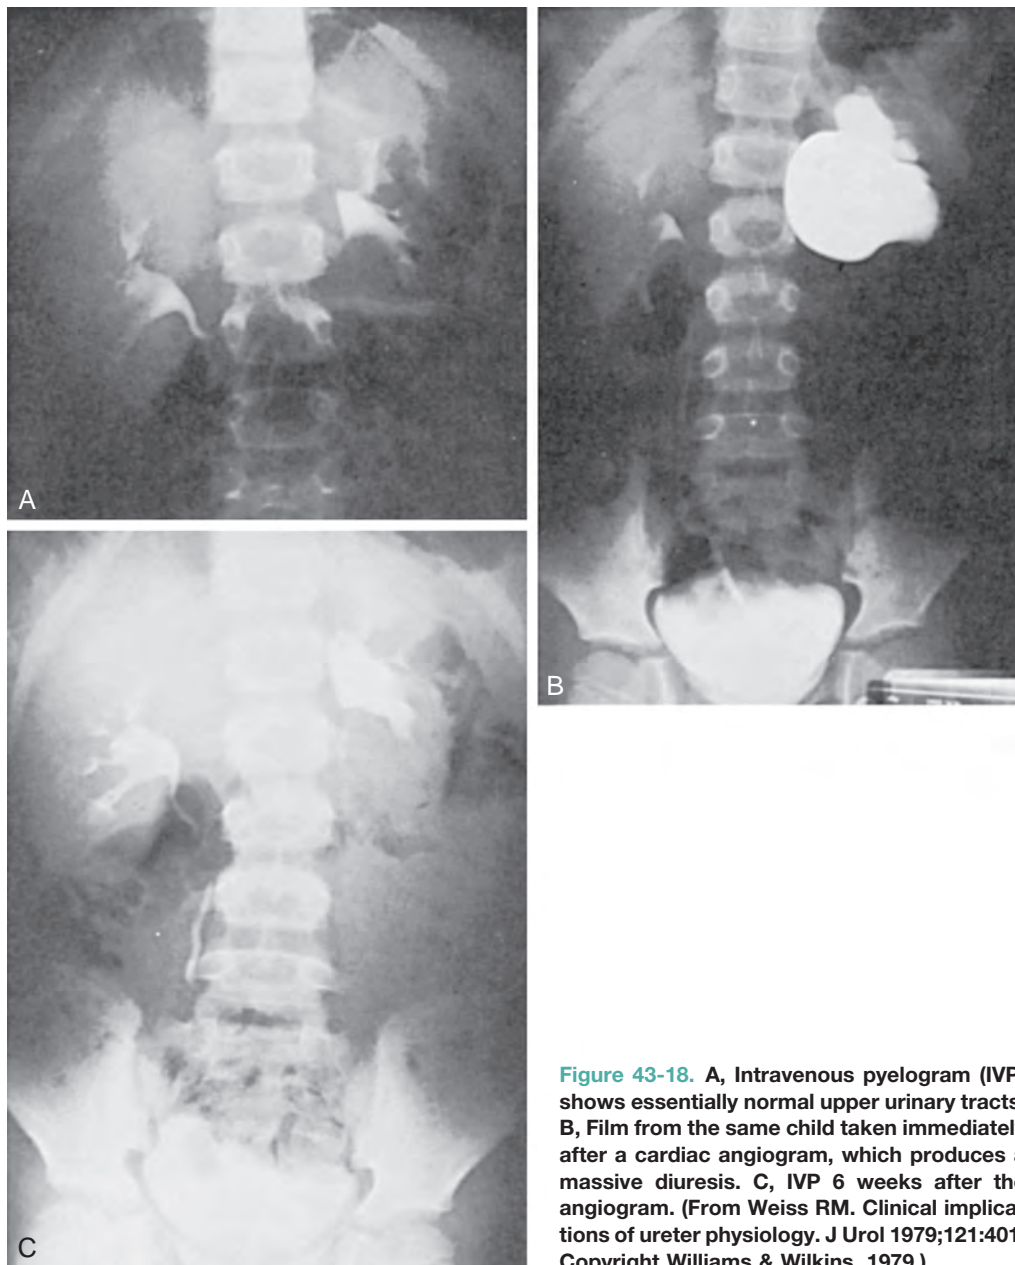 A
B
C
Figure 43-18. A, Intravenous pyelogram (IVP
shows essentially normal upper urinary tracts
B, Film from the same child taken immediatel
after a cardiac angiogram, which produces a
massive diuresis. C, IVP 6 weeks after the
angiogram. (From Weiss RM. Clinical implica
tions of ureter physiology. J Urol 1979;121:401
Copyright Williams & Wilkins, 1979.)